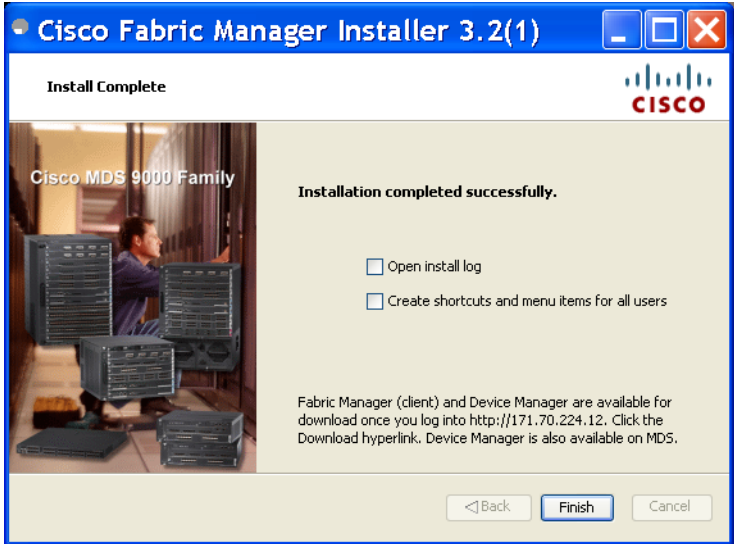 Cisco Fabric Manager Installer 3.2(1)
Install Complete
CISCO
Cisco MDS 9000 Family
Installation completed successfully.
Open install log
Create shortcuts and menu items for all users
Fabric Manager (client) and Device Manager are available for
download once you log into http://171.70.224.12. Click the
Download hyperlink. Device Manager is also available on MDS.
Back
Finish
Cancel